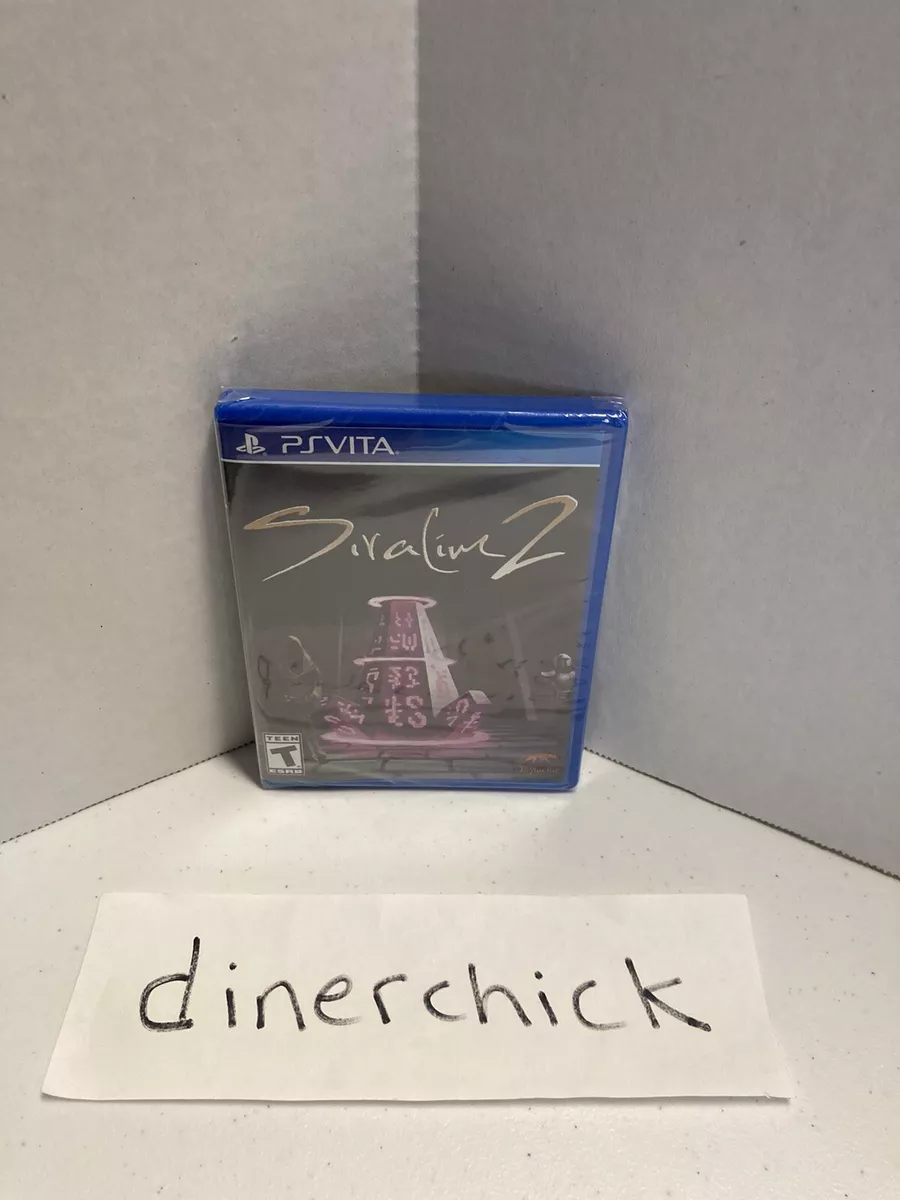 PSVITA
Siralim 2
TEEN
T
ESRB
dinerchick